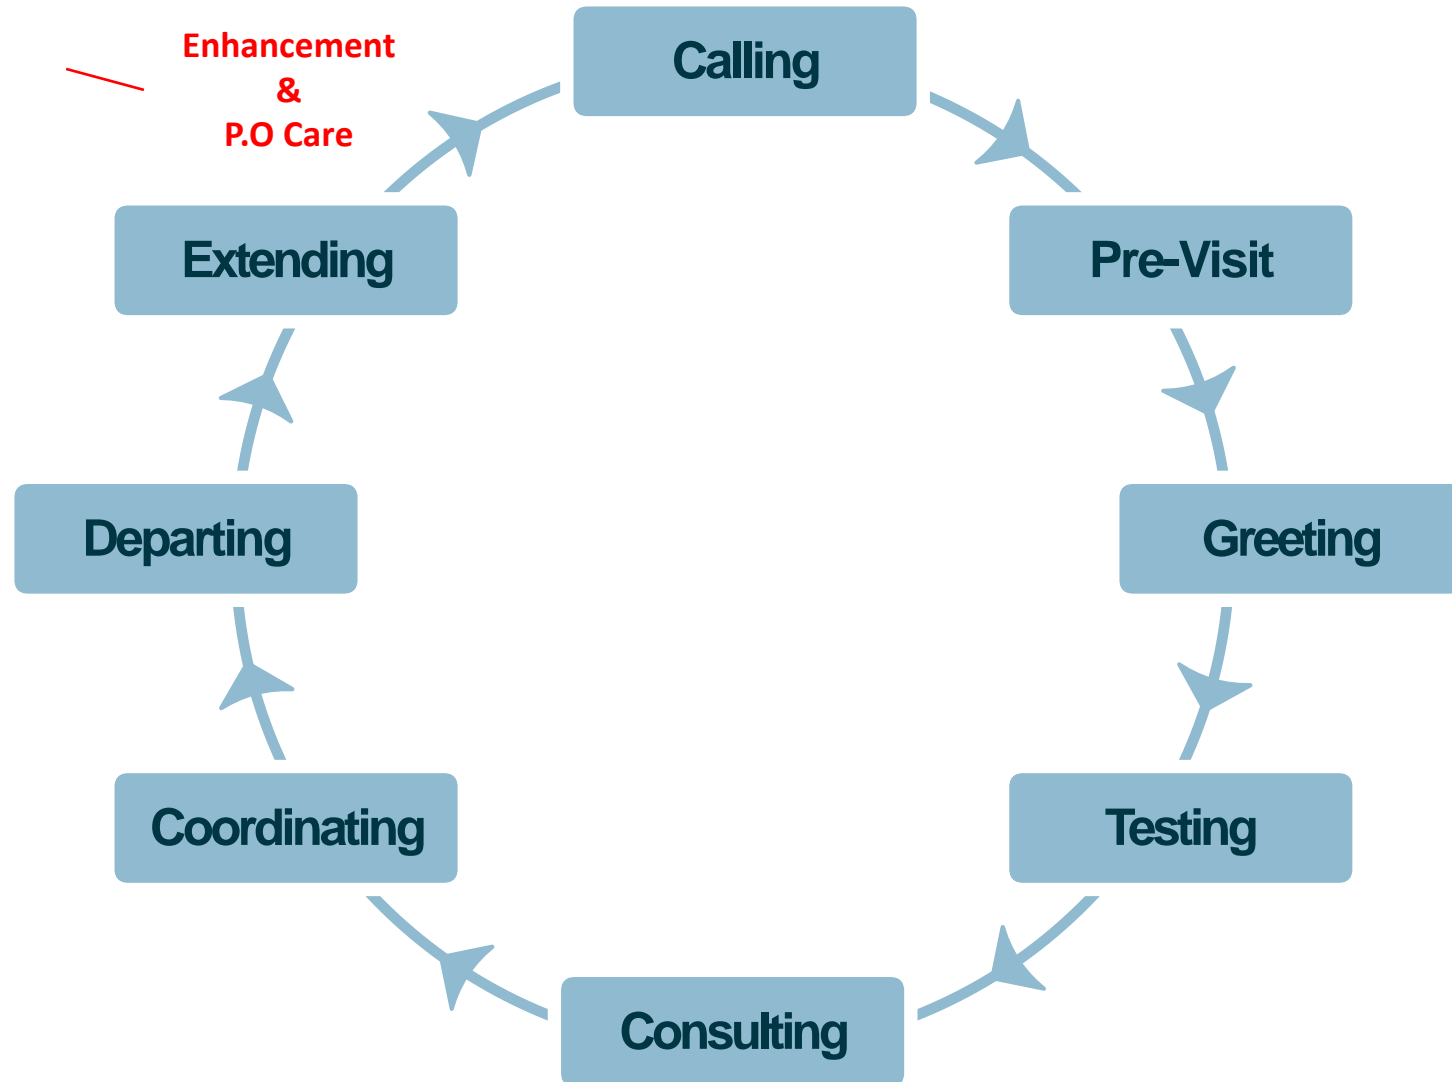 Enhancement
&
P.O Care
Calling
Extending
Pre-Visit
Departing
Greeting
Coordinating
Testing
Consulting